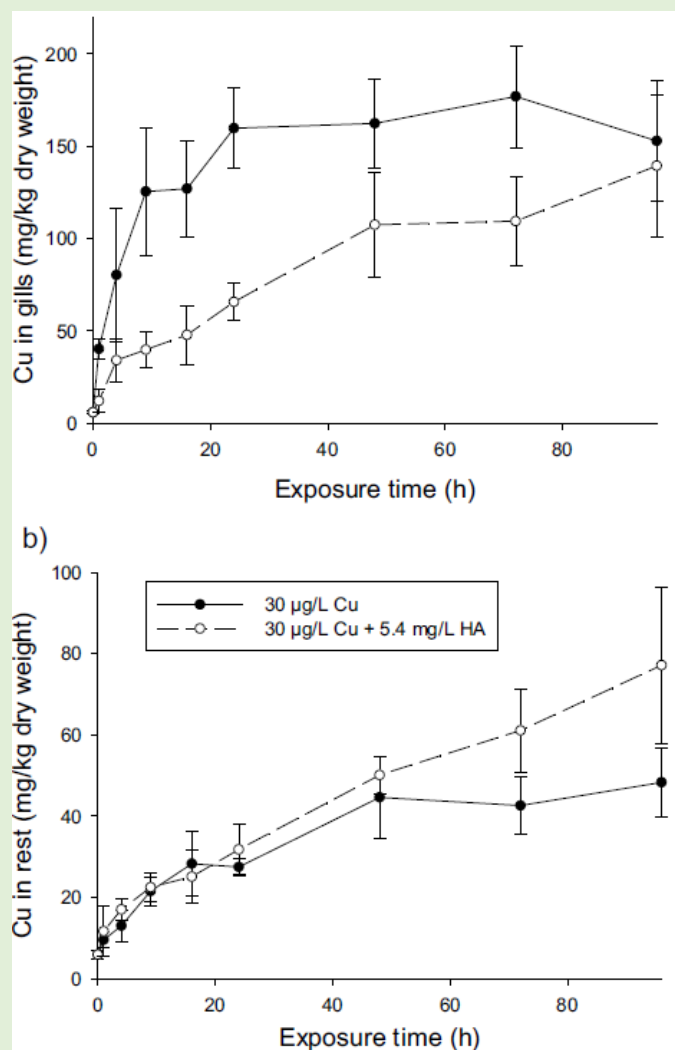 200
150
100
50
0
Cu in gills (mg/kg dry weight)
0 20 40 60 80
Exposure time (h)
b)
100
80
60
40
20
0
Cu in rest (mg/kg dry weight)
30 µg/L Cu
30 µg/L Cu + 5.4 mg/L HA
0 20 40 60 80
Exposure time (h)